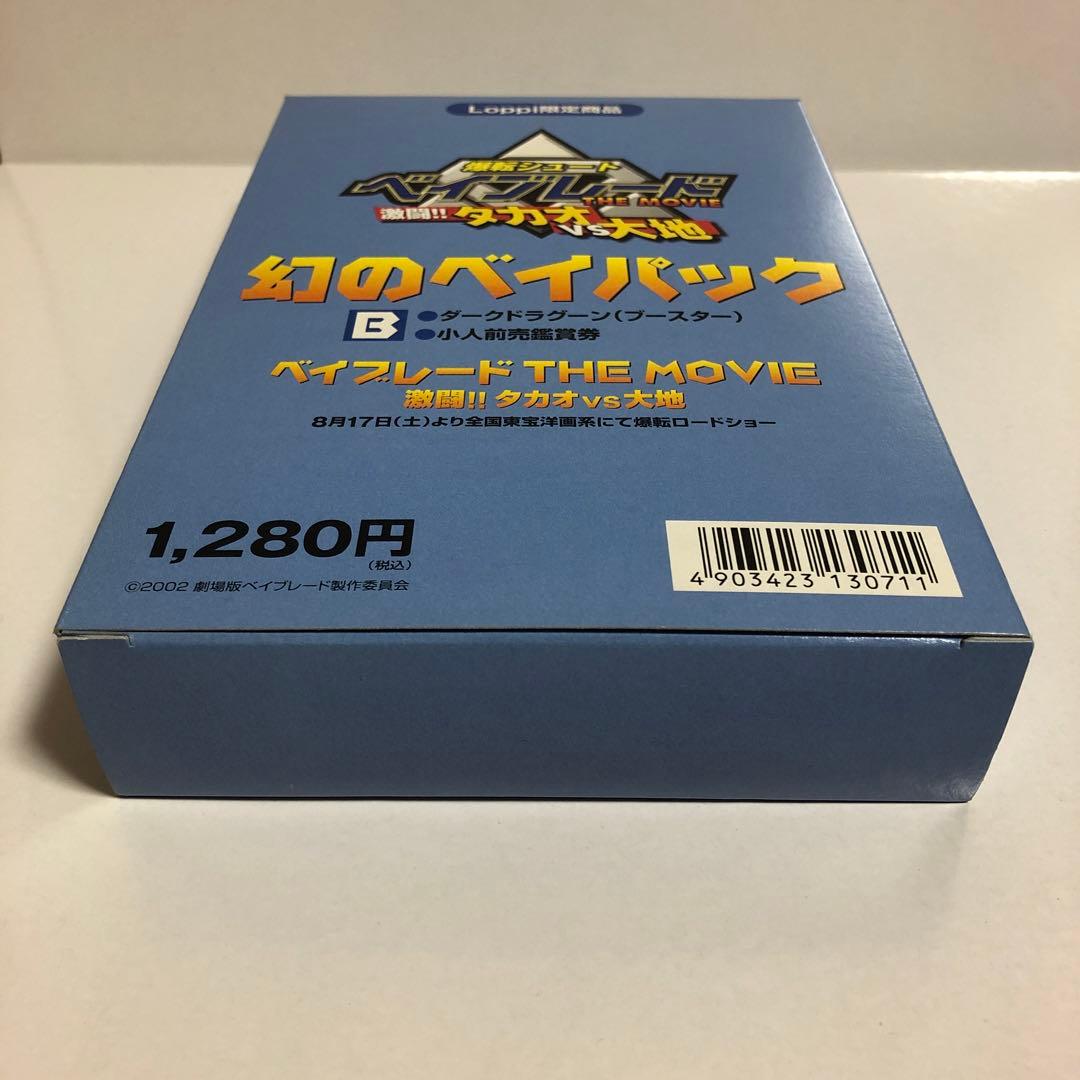 Loppi限定商品
爆転シュート
ベイブレード
THE MOVIE
激闘!! タカオVS大地
幻のベイパック
B
●ダークドラグーン(ブースター)
●小人前売鑑賞券
ベイブレード THE MOVIE
激闘!! タカオvs大地
8月17日(土)より全国東宝洋画系にて爆転ロードショー
1,280円
(税込)
©2002 劇場版ベイブレード製作委員会
4 903423 130711